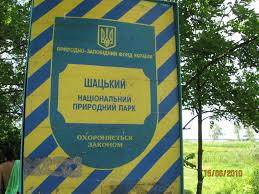 ПРИРОДНО-ЗАПОВІДНИЙ ФОНД УКРАЇНИ
ШАЦЬКИЙ
НАЦІОНАЛЬНИЙ
ПРИРОДНИЙ ПАРК
ОХОРОНЯЄТЬСЯ
ЗАКОНОМ
15/06/2010